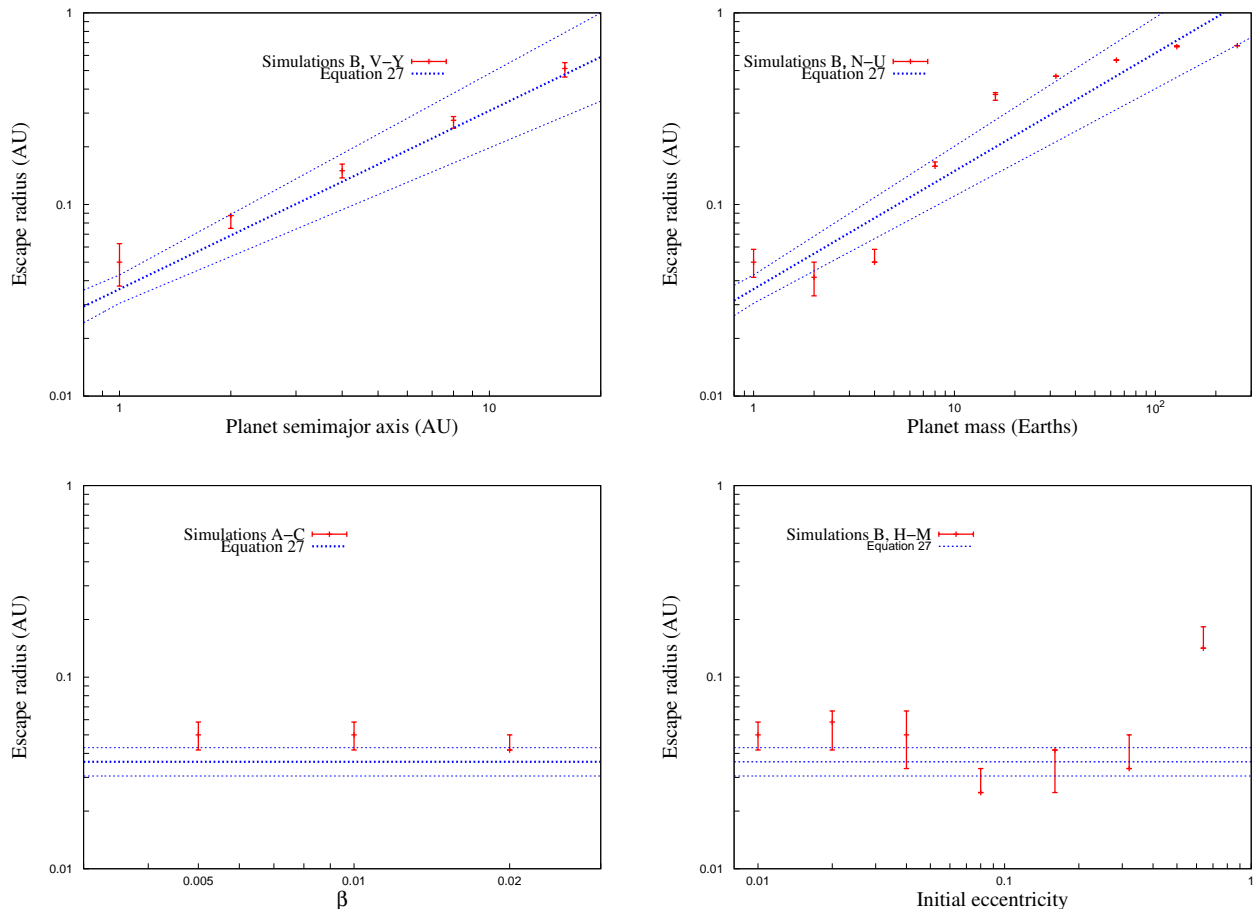 1
0.1
0.01
Escape radius (AU)
Simulations B, V−Y
Equation 27
1
10
Planet semimajor axis (AU)
1
0.1
0.01
Escape radius (AU)
Simulations B, N−U
Equation 27
1
10
10²
Planet mass (Earths)
1
0.1
0.01
Escape radius (AU)
Simulations A−C
Equation 27
0.005
0.01
0.02
β
1
0.1
0.01
Escape radius (AU)
Simulations B, H−M
Equation 27
0.01
0.1
1
Initial eccentricity